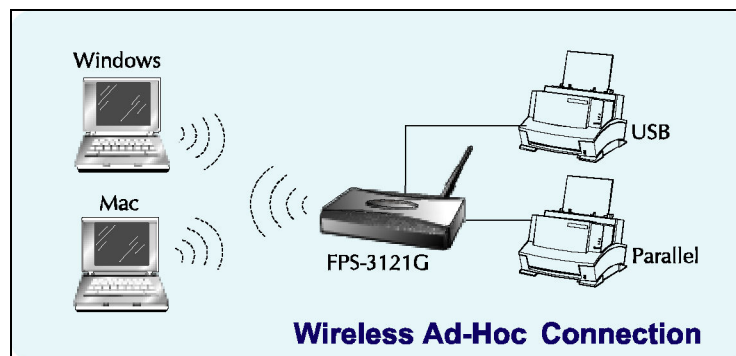 Windows
USB
Mac
FPS-3121G
Parallel
Wireless Ad-Hoc Connection